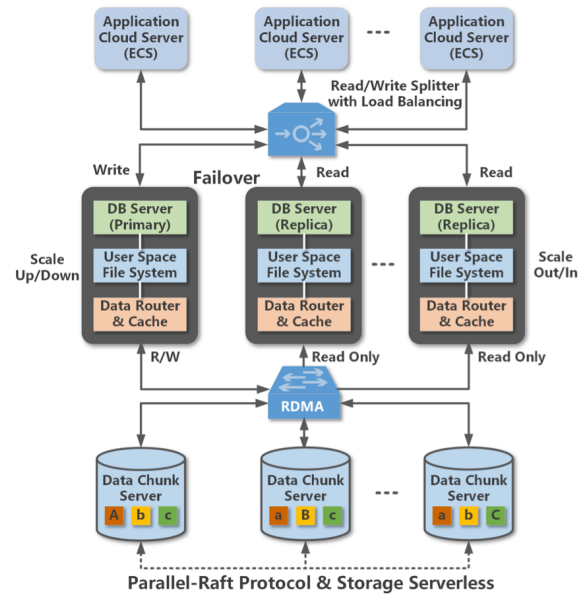 Application
Cloud Server
(ECS)
Application
Cloud Server
(ECS)
Application
Cloud Server
(ECS)
Read/Write Splitter
with Load Balancing
Write
Failover
Read
Read
DB Server
(Primary)
DB Server
(Replica)
DB Server
(Replica)
Scale
Up/Down
User Space
File System
User Space
File System
User Space
File System
Scale
Out/In
Data Router
& Cache
Data Router
& Cache
Data Router
& Cache
R/W
Read Only
Read Only
RDMA
Data Chunk
Server
A b c
Data Chunk
Server
a B c
Data Chunk
Server
a b C
Parallel-Raft Protocol & Storage Serverless